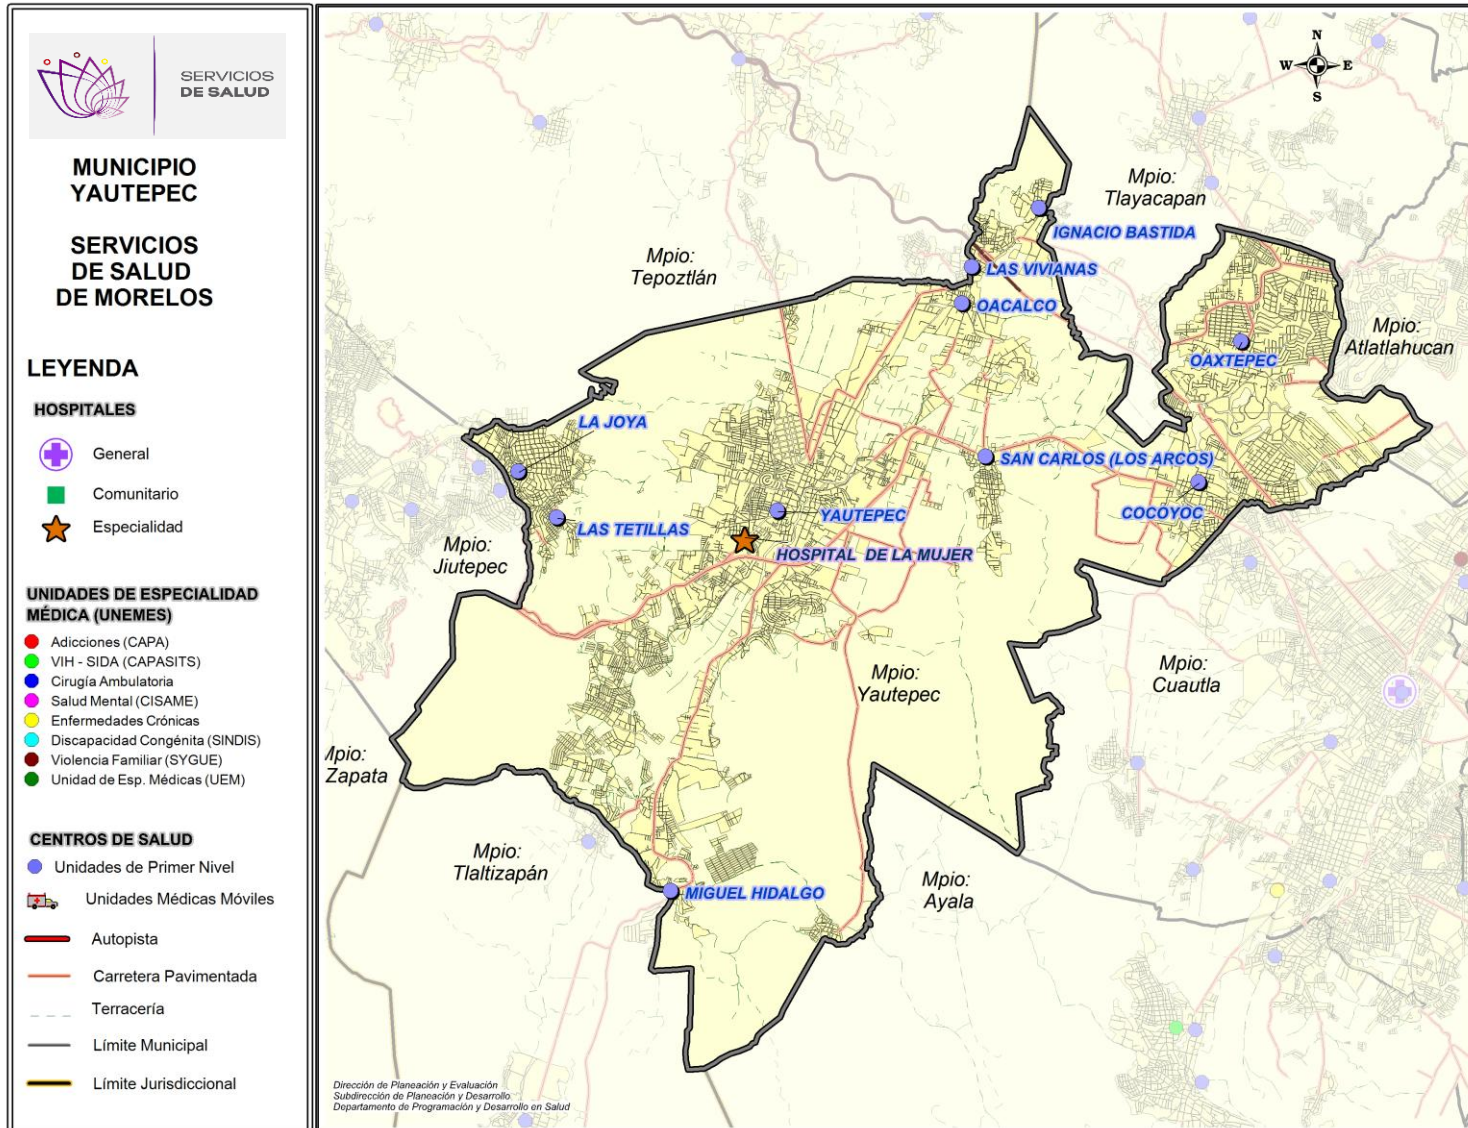 SERVICIOS
DE SALUD
MUNICIPIO
YAUTEPEC
SERVICIOS
DE SALUD
DE MORELOS
LEYENDA
HOSPITALES
General
Comunitario
Especialidad
UNIDADES DE ESPECIALIDAD
MÉDICA (UNEMES)
Adicciones (CAPA)
VIH - SIDA (CAPASITS)
Cirugía Ambulatoria
Salud Mental (CISAME)
Enfermedades Crónicas
Discapacidad Congénita (SINDIS)
Violencia Familiar (SYGUE)
Unidad de Esp. Médicas (UEM)
CENTROS DE SALUD
Unidades de Primer Nivel
Unidades Médicas Móviles
Autopista
Carretera Pavimentada
Terracería
Límite Municipal
Límite Jurisdiccional
N
W E
S
Mpio:
Tlayacapan
IGNACIO BASTIDA
Mpio:
Tepoztlán
LAS VIVIANAS
OACALCO
Mpio:
Atlatlahucan
OAXTEPEC
LA JOYA
SAN CARLOS (LOS ARCOS)
COCOYOC
YAUTEPEC
LAS TETILLAS
HOSPITAL DE LA MUJER
Mpio:
Jiutepec
Mpio:
Cuautla
Mpio:
Yautepec
Mpio:
Zapata
Mpio:
Tlaltizapán
Mpio:
Ayala
MIGUEL HIDALGO
Dirección de Planeación y Evaluación
Subdirección de Planeación y Desarrollo
Departamento de Programación y Desarrollo en Salud